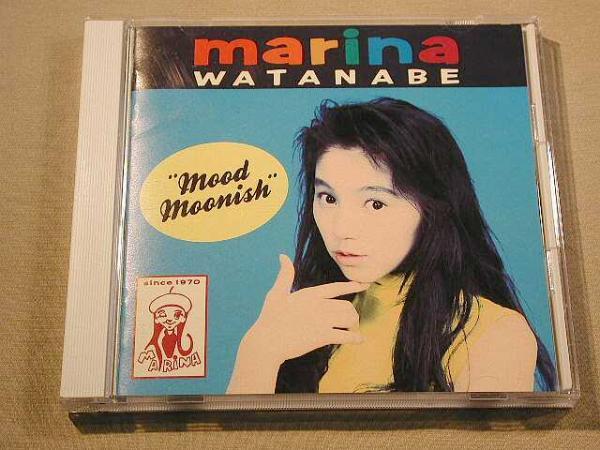 marina
WATANABE
"Mood
Moonish"
since 1970
MARINA